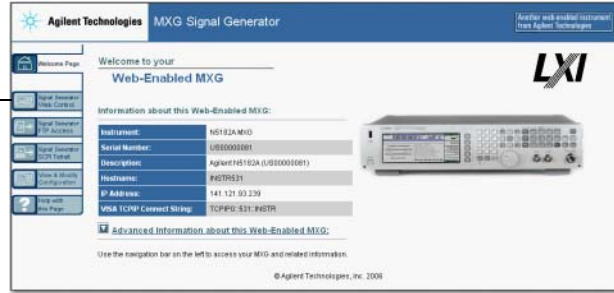 Agilent Technologies MXG Signal Generator
Another web-enabled instrument
from Agilent Technologies
Welcome Page
Signal Generator
Web Control
Signal Generator
FTP Access
Signal Generator
SCPI Telnet
View & Modify
Configuration
Help with
this Page
Welcome to your
Web-Enabled MXG
LXI
Information about this Web-Enabled MXG:
Instrument: N5182A MXG
Serial Number: US00000081
Description: Agilent N5182A (US00000081)
Hostname: INSTR531
IP Address: 141.121.93.239
VISA TCPIP Connect String: TCPIP0::531::INSTR
Advanced Information about this Web-Enabled MXG:
Use the navigation bar on the left to access your MXG and related information.
© Agilent Technologies, Inc. 2006